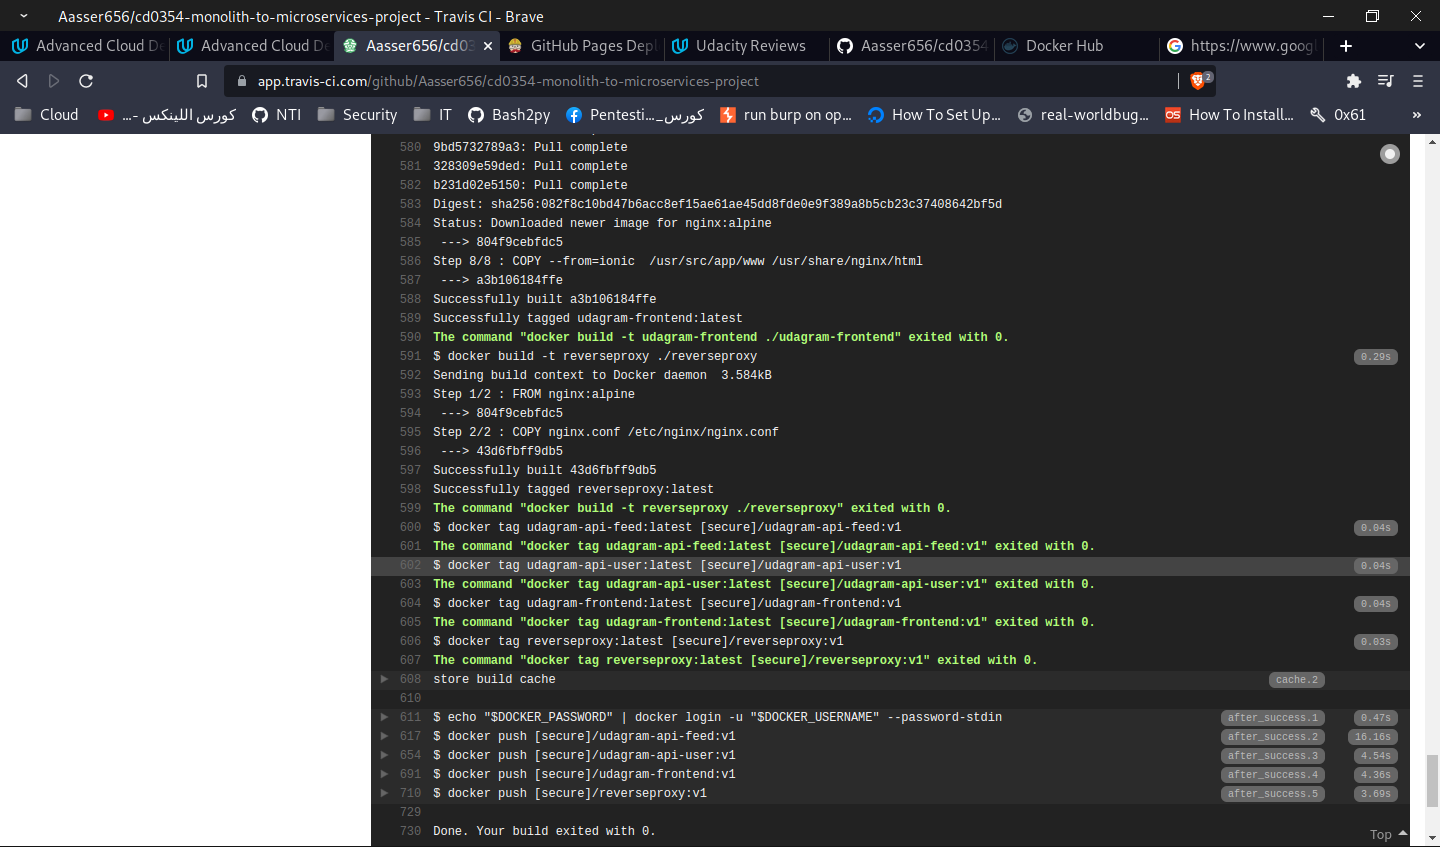 Aasser656/cd0354-monolith-to-microservices-project - Travis CI - Brave
Advanced Cloud De
Advanced Cloud De
Aasser656/cd03
GitHub Pages Depl
Udacity Reviews
Aasser656/cd0354
Docker Hub
https://www.googl
app.travis-ci.com/github/Aasser656/cd0354-monolith-to-microservices-project
2
Cloud
كورس اللينكس -...
NTI
Security
IT
Bash2py
Pentesti..._كورس
run burp on op...
How To Set Up...
real-worldbug...
How To Install...
0x61
»
580 9bd5732789a3: Pull complete
581 328309e59ded: Pull complete
582 b231d02e5150: Pull complete
583 Digest: sha256:082f8c10bd47b6acc8ef15ae61ae45dd8fde0e9f389a8b5cb23c37408642bf5d
584 Status: Downloaded newer image for nginx:alpine
585 ---> 804f9cebfdc5
586 Step 8/8 : COPY --from=ionic  /usr/src/app/www /usr/share/nginx/html
587 ---> a3b106184ffe
588 Successfully built a3b106184ffe
589 Successfully tagged udagram-frontend:latest
590 The command "docker build -t udagram-frontend ./udagram-frontend" exited with 0.
591 $ docker build -t reverseproxy ./reverseproxy 0.29s
592 Sending build context to Docker daemon  3.584kB
593 Step 1/2 : FROM nginx:alpine
594 ---> 804f9cebfdc5
595 Step 2/2 : COPY nginx.conf /etc/nginx/nginx.conf
596 ---> 43d6fbff9db5
597 Successfully built 43d6fbff9db5
598 Successfully tagged reverseproxy:latest
599 The command "docker build -t reverseproxy ./reverseproxy" exited with 0.
600 $ docker tag udagram-api-feed:latest [secure]/udagram-api-feed:v1 0.04s
601 The command "docker tag udagram-api-feed:latest [secure]/udagram-api-feed:v1" exited with 0.
602 $ docker tag udagram-api-user:latest [secure]/udagram-api-user:v1 0.04s
603 The command "docker tag udagram-api-user:latest [secure]/udagram-api-user:v1" exited with 0.
604 $ docker tag udagram-frontend:latest [secure]/udagram-frontend:v1 0.04s
605 The command "docker tag udagram-frontend:latest [secure]/udagram-frontend:v1" exited with 0.
606 $ docker tag reverseproxy:latest [secure]/reverseproxy:v1 0.03s
607 The command "docker tag reverseproxy:latest [secure]/reverseproxy:v1" exited with 0.
608 store build cache cache.2
610
611 $ echo "$DOCKER_PASSWORD" | docker login -u "$DOCKER_USERNAME" --password-stdin after_success.1 0.47s
617 $ docker push [secure]/udagram-api-feed:v1 after_success.2 16.16s
654 $ docker push [secure]/udagram-api-user:v1 after_success.3 4.54s
691 $ docker push [secure]/udagram-frontend:v1 after_success.4 4.36s
710 $ docker push [secure]/reverseproxy:v1 after_success.5 3.69s
729
730 Done. Your build exited with 0.
Top